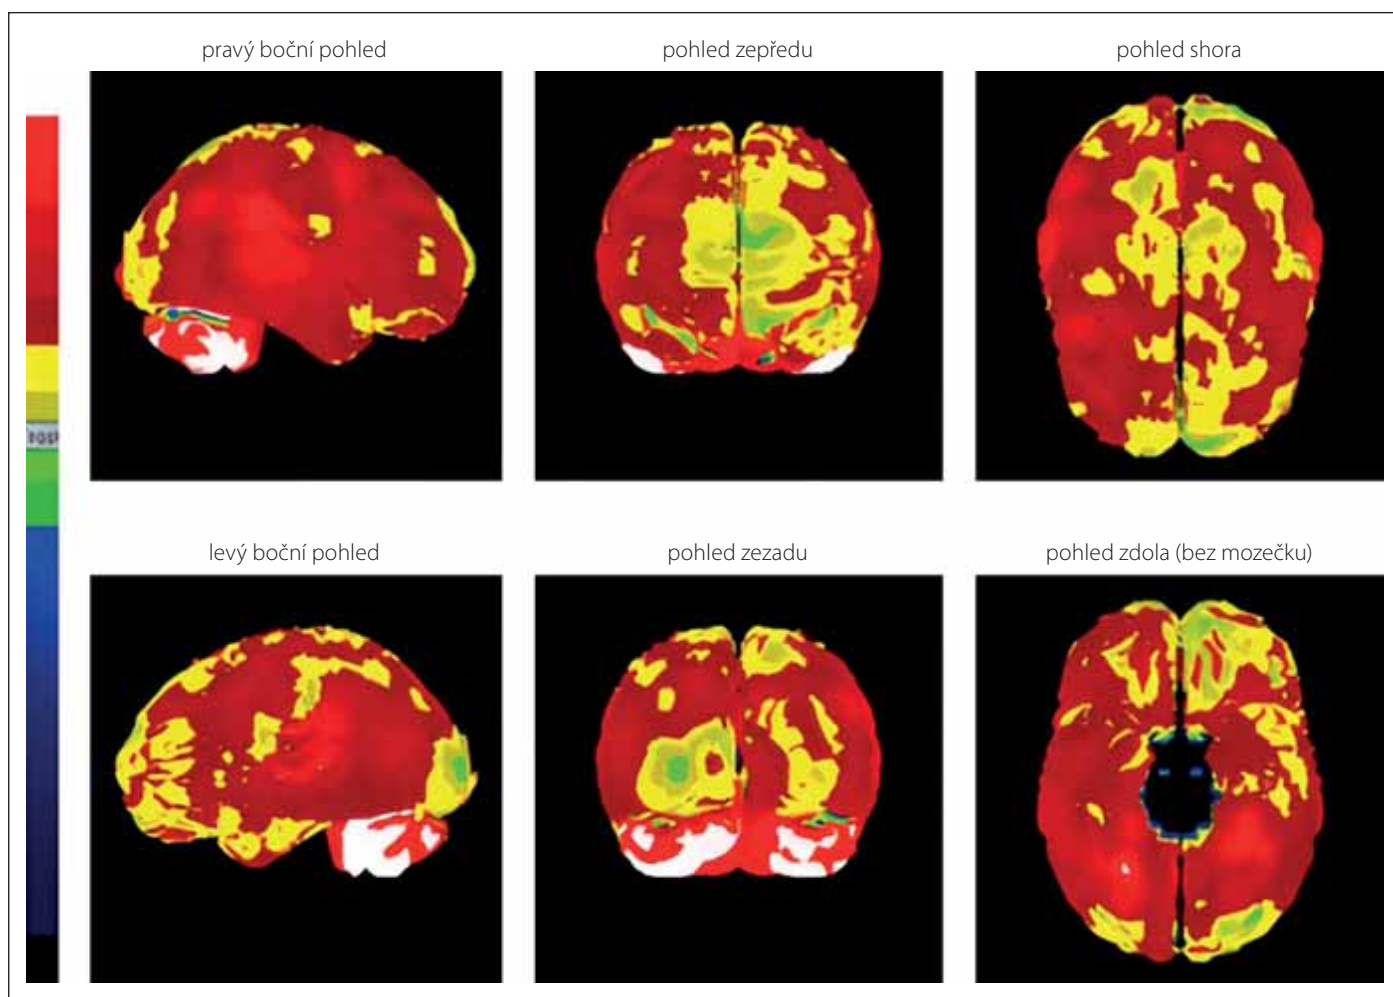 pravý boční pohled
pohled zepředu
pohled shora
levý boční pohled
pohled zezadu
pohled zdola (bez mozečku)